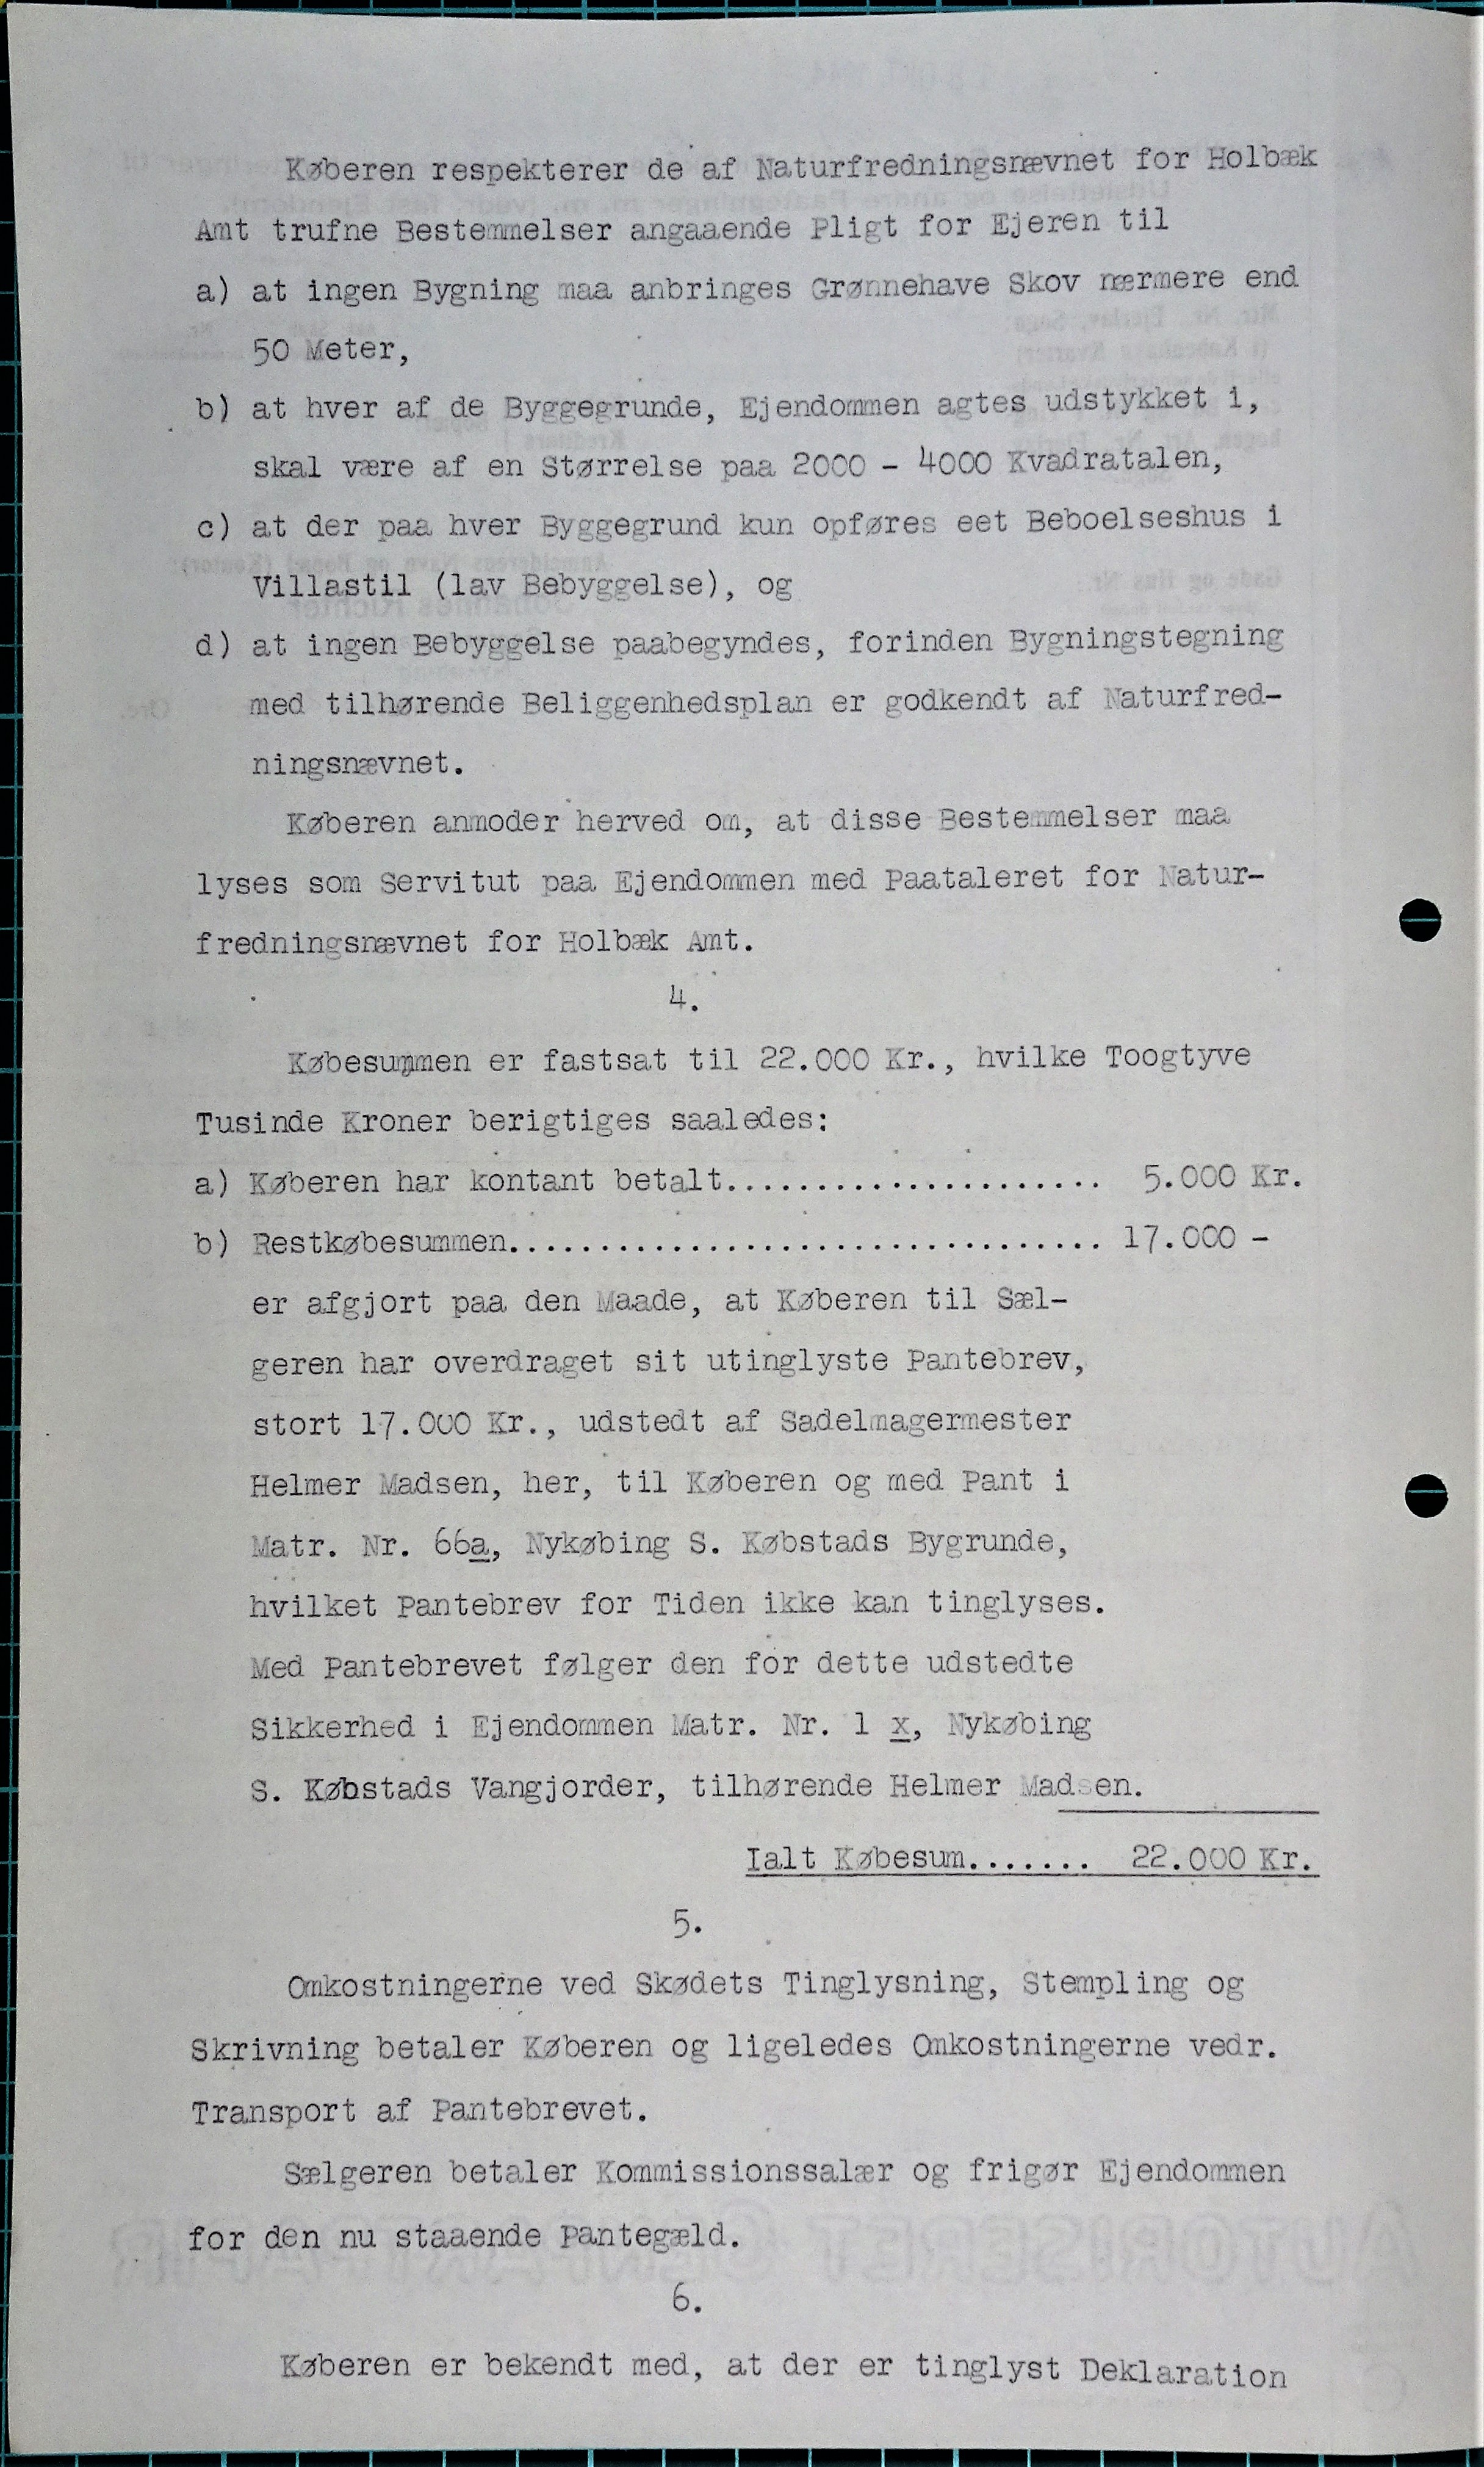 Køberen respekterer de af Naturfredningsnævnet for Holbæk
Amt trufne Bestemmelser angaaende Pligt for Ejeren til
a) at ingen Bygning maa anbringes Grønnehave Skov nærmere end
50 Meter,
b) at hver af de Byggegrunde, Ejendommen agtes udstykket i,
skal være af en Størrelse paa 2000 - 4000 Kvadratalen,
c) at der paa hver Byggegrund kun opføres eet Beboelseshus i
Villastil (lav Bebyggelse), og
d) at ingen Bebyggelse paabegyndes, forinden Bygningstegning
med tilhørende Beliggenhedsplan er godkendt af Naturfred-
ningsnævnet.
Køberen anmoder herved om, at disse Bestemmelser maa
lyses som Servitut paa Ejendommen med Paataleret for Natur-
fredningsnævnet for Holbæk Amt.
4.
Købesummen er fastsat til 22.000 Kr., hvilke Toogtyve
Tusinde Kroner berigtiges saaledes:
a) Køberen har kontant betalt..................... 5.000 Kr.
b) Restkøbesummen................................. 17.000 -
er afgjort paa den Maade, at Køberen til Sæl-
geren har overdraget sit utinglyste Pantebrev,
stort 17.000 Kr., udstedt af Sadelmagermester
Helmer Madsen, her, til Køberen og med Pant i
Matr. Nr. 66a, Nykøbing S. Købstads Bygrunde,
hvilket Pantebrev for Tiden ikke kan tinglyses.
Med Pantebrevet følger den for dette udstedte
Sikkerhed i Ejendommen Matr. Nr. 1 x, Nykøbing
S. Købstads Vangjorder, tilhørende Helmer Madsen.
Ialt Købesum....... 22.000 Kr.
5.
Omkostningerne ved Skødets Tinglysning, Stempling og
Skrivning betaler Køberen og ligeledes Omkostningerne vedr.
Transport af Pantebrevet.
Sælgeren betaler Kommissionssalær og frigør Ejendommen
for den nu staaende Pantegæld.
6.
Køberen er bekendt med, at der er tinglyst Deklaration